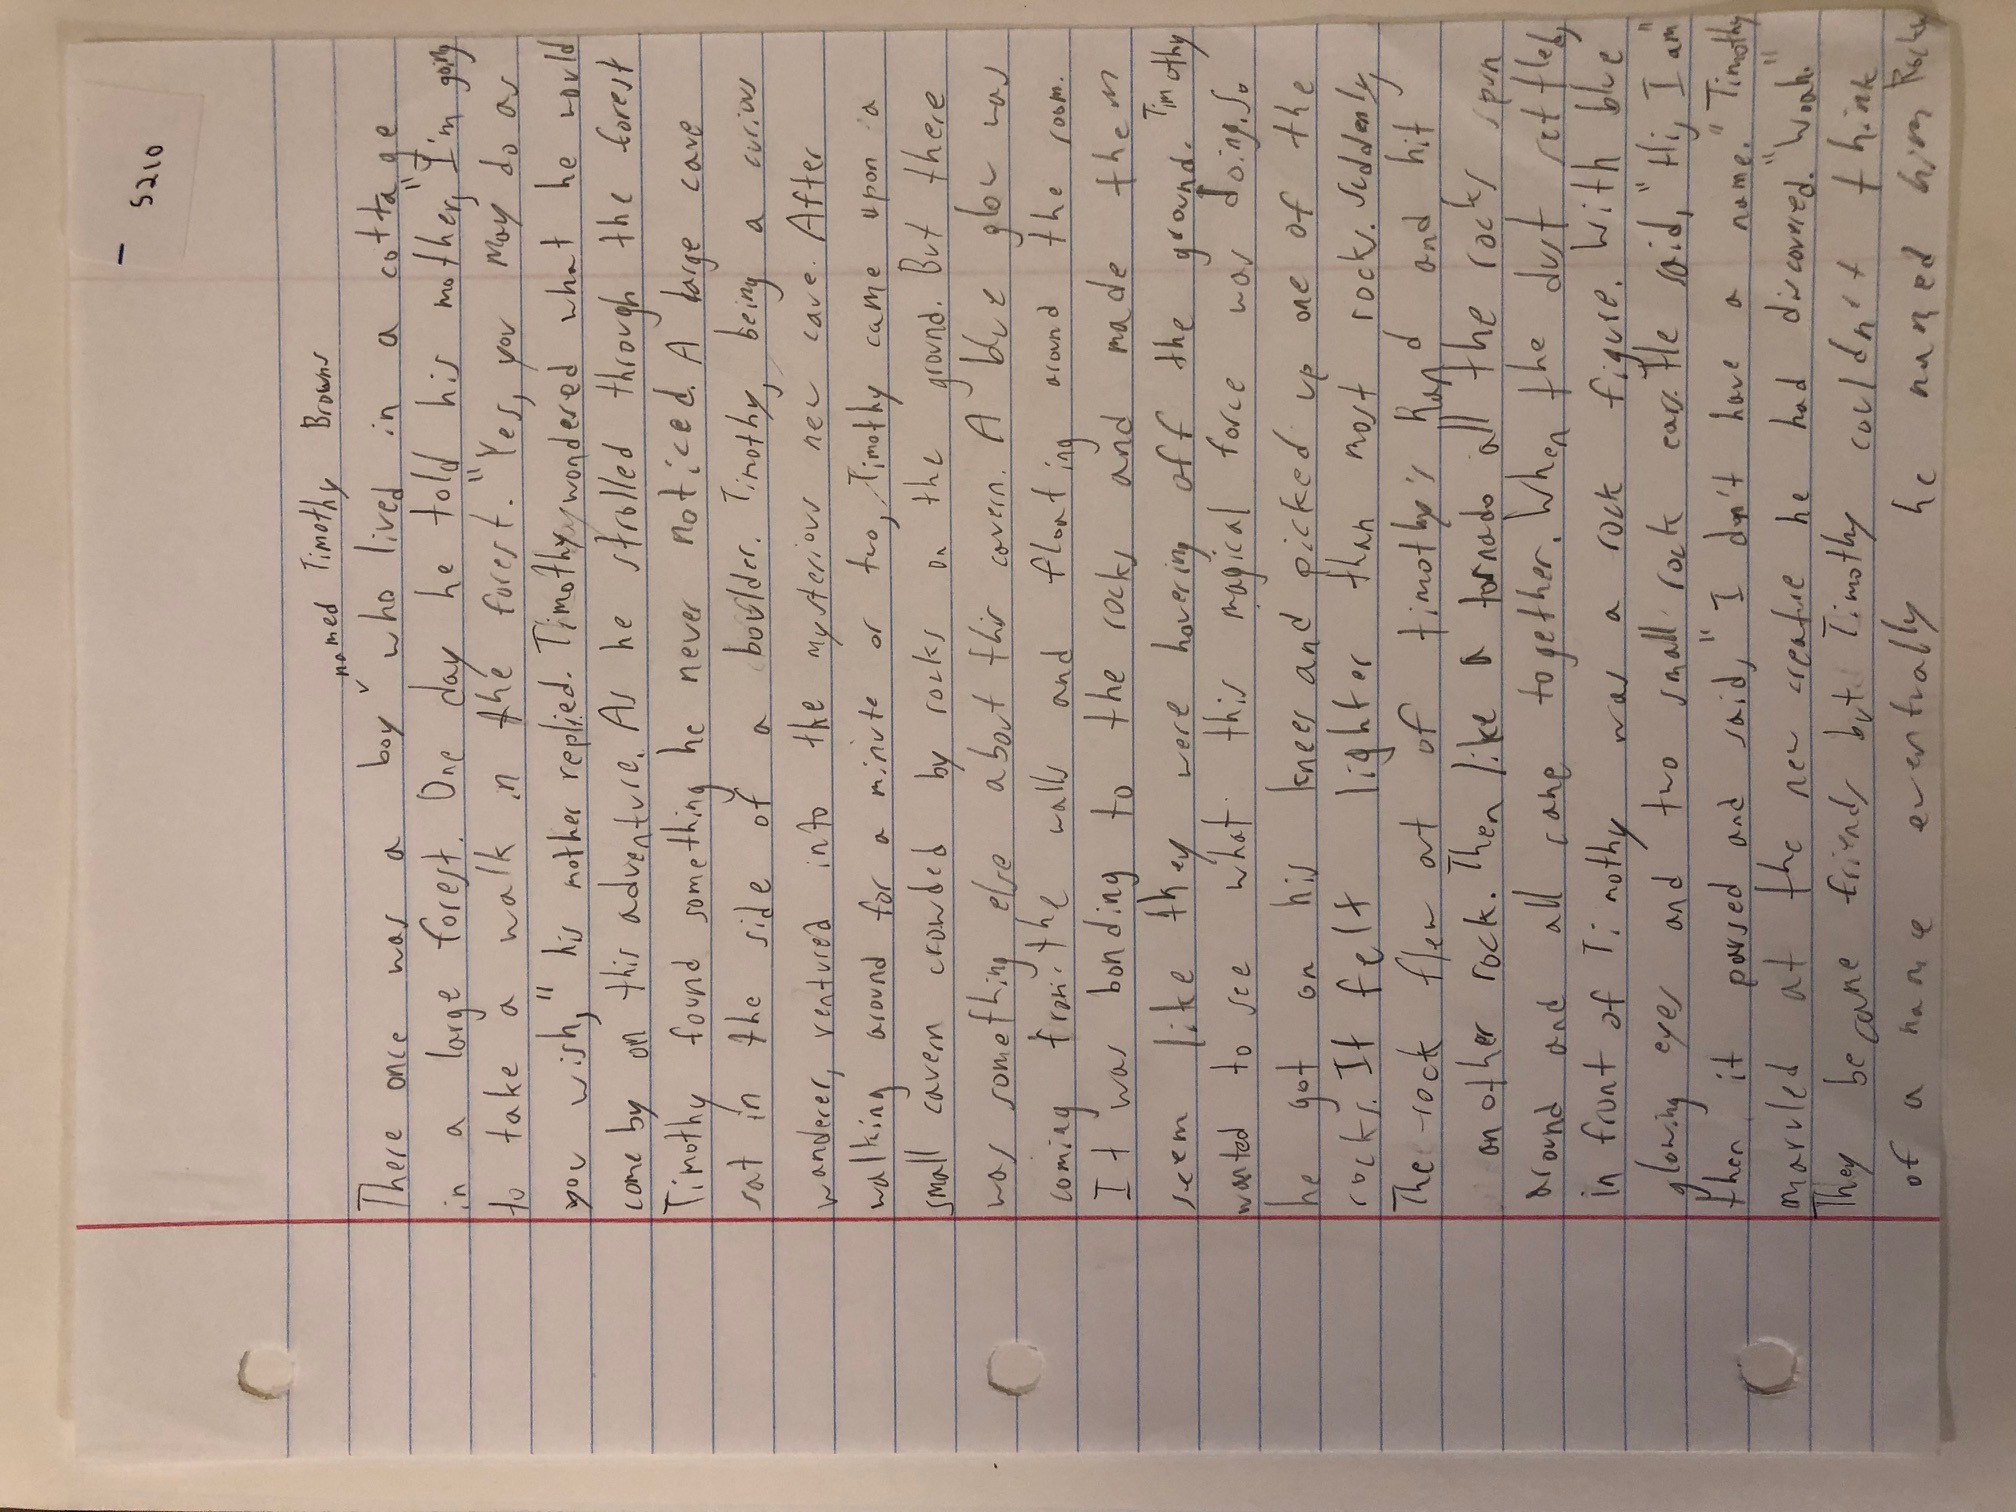 5210
named Timothy Browns
There once was a boy who lived in a cottage
in a large forest. One day he told his mother, "I'm going
to take a walk in the forest. "Yes, you may do as
you wish," his mother replied. Timothy wondered what he would
come by on this adventure. As he strolled through the forest
Timothy found something he never noticed. A large cave
sat in the side of a boulder. Timothy, being a curious
wanderer, ventured into the mysterious new cave. After
walking around for a minute or two, Timothy came upon a
small cavern crowded by rocks on the ground. But there
was something else about this cavern. A blue glow was
coming from the walls and floating around the room.
It was bonding to the rocks and made them
seem like they were hovering off the ground. Timothy
wanted to see what this magical force was doing. So
he got on his knees and picked up one of the
rocks. It felt lighter than most rocks. Suddenly,
The rock flew out of timothy's hand and hit
another rock. Then like a tornado all the rocks spun
around and all came together. When the dust settled,
in front of Timothy was a rock figure. With blue
glowing eyes and two small rock ears. He said, "Hi, I am"
then it paused and said, "I don't have a name." Timothy
marvled at the new creature he had discovered. "Woah."
They became friends but Timothy couldn't think
of a name eventually he named him Rocky